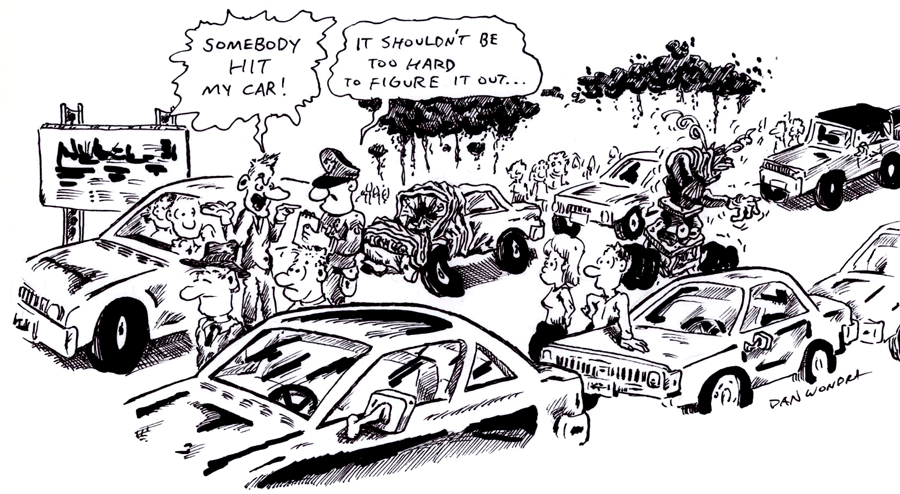 SOMEBODY
HIT
MY CAR!
IT SHOULDN'T BE
TOO HARD
TO FIGURE IT OUT...
DAN WONDRA